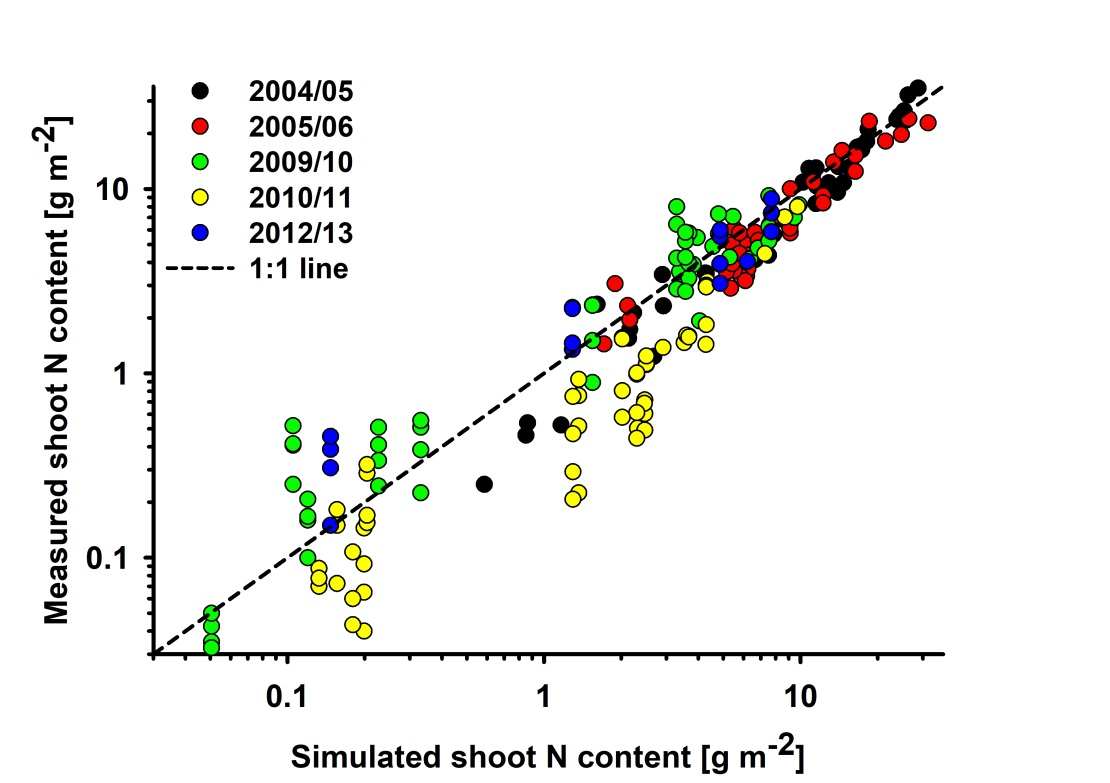 2004/05
2005/06
2009/10
2010/11
2012/13
1:1 line
Measured shoot N content [g m-2]
10
1
0.1
0.1 1 10
Simulated shoot N content [g m-2]